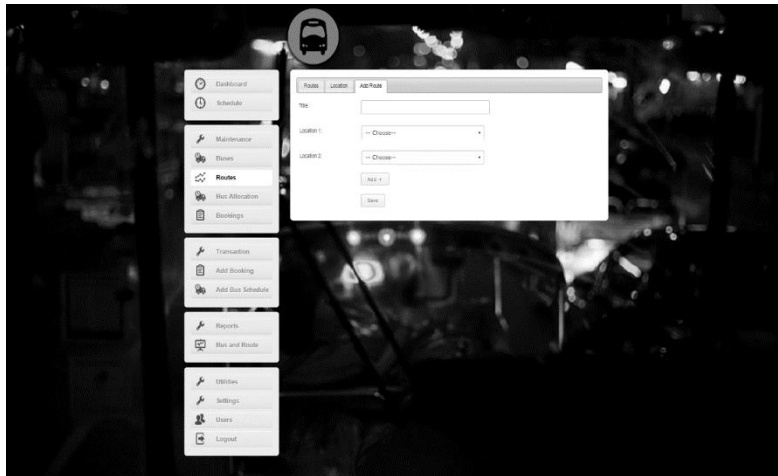 Dashboard
Schedule
Maintenance
Buses
Routes
Bus Allocation
Bookings
Transaction
Add Booking
Add Bus Schedule
Reports
Bus and Route
Utilities
Settings
Users
Logout
Routes Location Add Route
Title:
Location 1: -- Choose--
Location 2: -- Choose--
Add +
Save